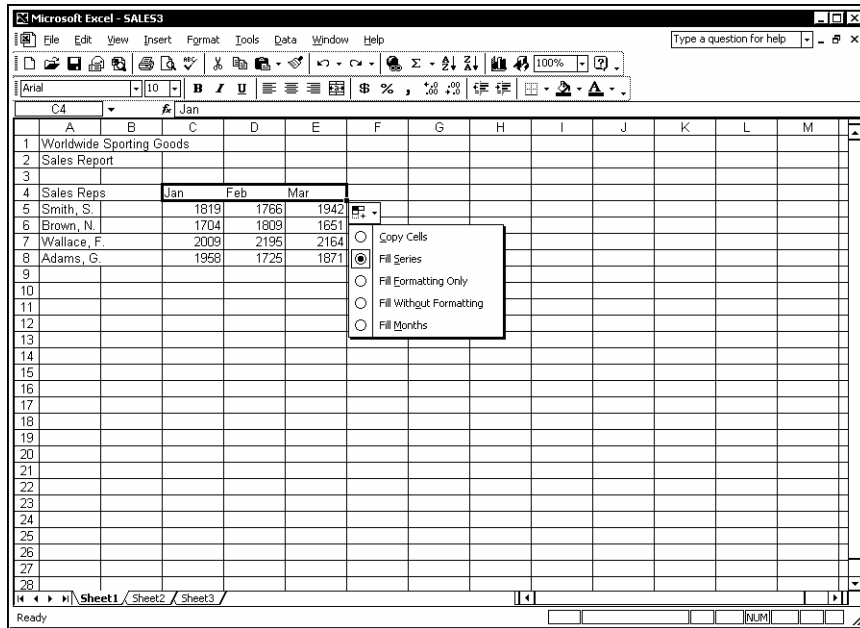 Microsoft Excel - SALES3
File Edit View Insert Format Tools Data Window Help Type a question for help
100%
Arial 10 B I U $ % ,
C4 fx Jan
A B C D E F G H I J K L M
1 Worldwide Sporting Goods
2 Sales Report
3
4 Sales Reps Jan Feb Mar
5 Smith, S. 1819 1766 1942
6 Brown, N. 1704 1809 1651
7 Wallace, F. 2009 2195 2164
8 Adams, G. 1958 1725 1871
Copy Cells
Fill Series
Fill Formatting Only
Fill Without Formatting
Fill Months
9
10
11
12
13
14
15
16
17
18
19
20
21
22
23
24
25
26
27
28
Sheet1 Sheet2 Sheet3
Ready NUM